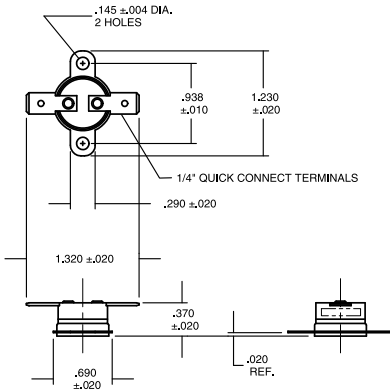 .145 ±.004 DIA.
2 HOLES
.938
±.010
1.230
±.020
1/4" QUICK CONNECT TERMINALS
.290 ±.020
1.320 ±.020
.370
±.020
.020
REF.
.690
±.020